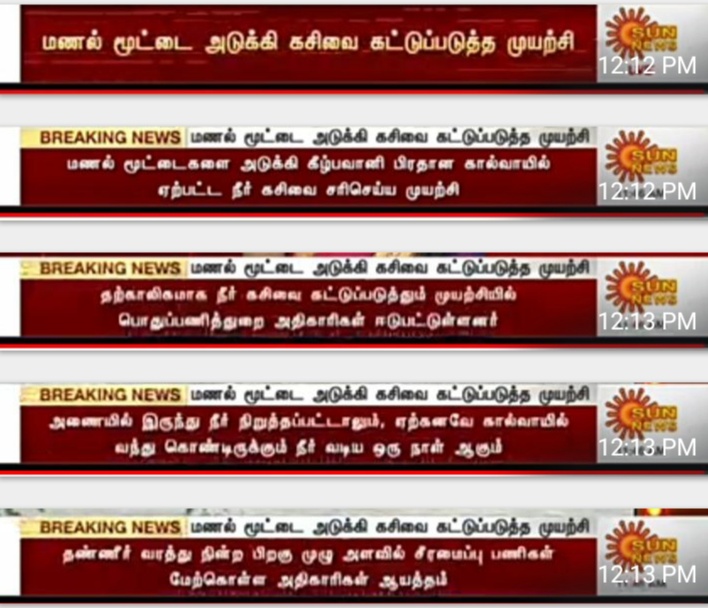 மணல் மூட்டை அடுக்கி கசிவை கட்டுப்படுத்த முயற்சி
SUN
NEWS
12:12 PM
BREAKING NEWS மணல் மூட்டை அடுக்கி கசிவை கட்டுப்படுத்த முயற்சி
மணல் மூட்டைகளை அடுக்கி கீழ்பவானி பிரதான கால்வாயில்
ஏற்பட்ட நீர் கசிவை சரிசெய்ய முயற்சி
SUN
NEWS
12:12 PM
BREAKING NEWS மணல் மூட்டை அடுக்கி கசிவை கட்டுப்படுத்த முயற்சி
தற்காலிகமாக நீர் கசிவை கட்டுப்படுத்தும் முயற்சியில்
பொதுப்பணித்துறை அதிகாரிகள் ஈடுபட்டுள்ளனர்
SUN
NEWS
12:13 PM
BREAKING NEWS மணல் மூட்டை அடுக்கி கசிவை கட்டுப்படுத்த முயற்சி
அணையில் இருந்து நீர் நிறுத்தப்பட்டாலும், ஏற்கனவே கால்வாயில்
வந்து கொண்டிருக்கும் நீர் வடிய ஒரு நாள் ஆகும்
SUN
NEWS
12:13 PM
BREAKING NEWS மணல் மூட்டை அடுக்கி கசிவை கட்டுப்படுத்த முயற்சி
தண்ணீர் வரத்து நின்ற பிறகு முழு அளவில் சீரமைப்பு பணிகள்
மேற்கொள்ள அதிகாரிகள் ஆயத்தம்
SUN
NEWS
12:13 PM